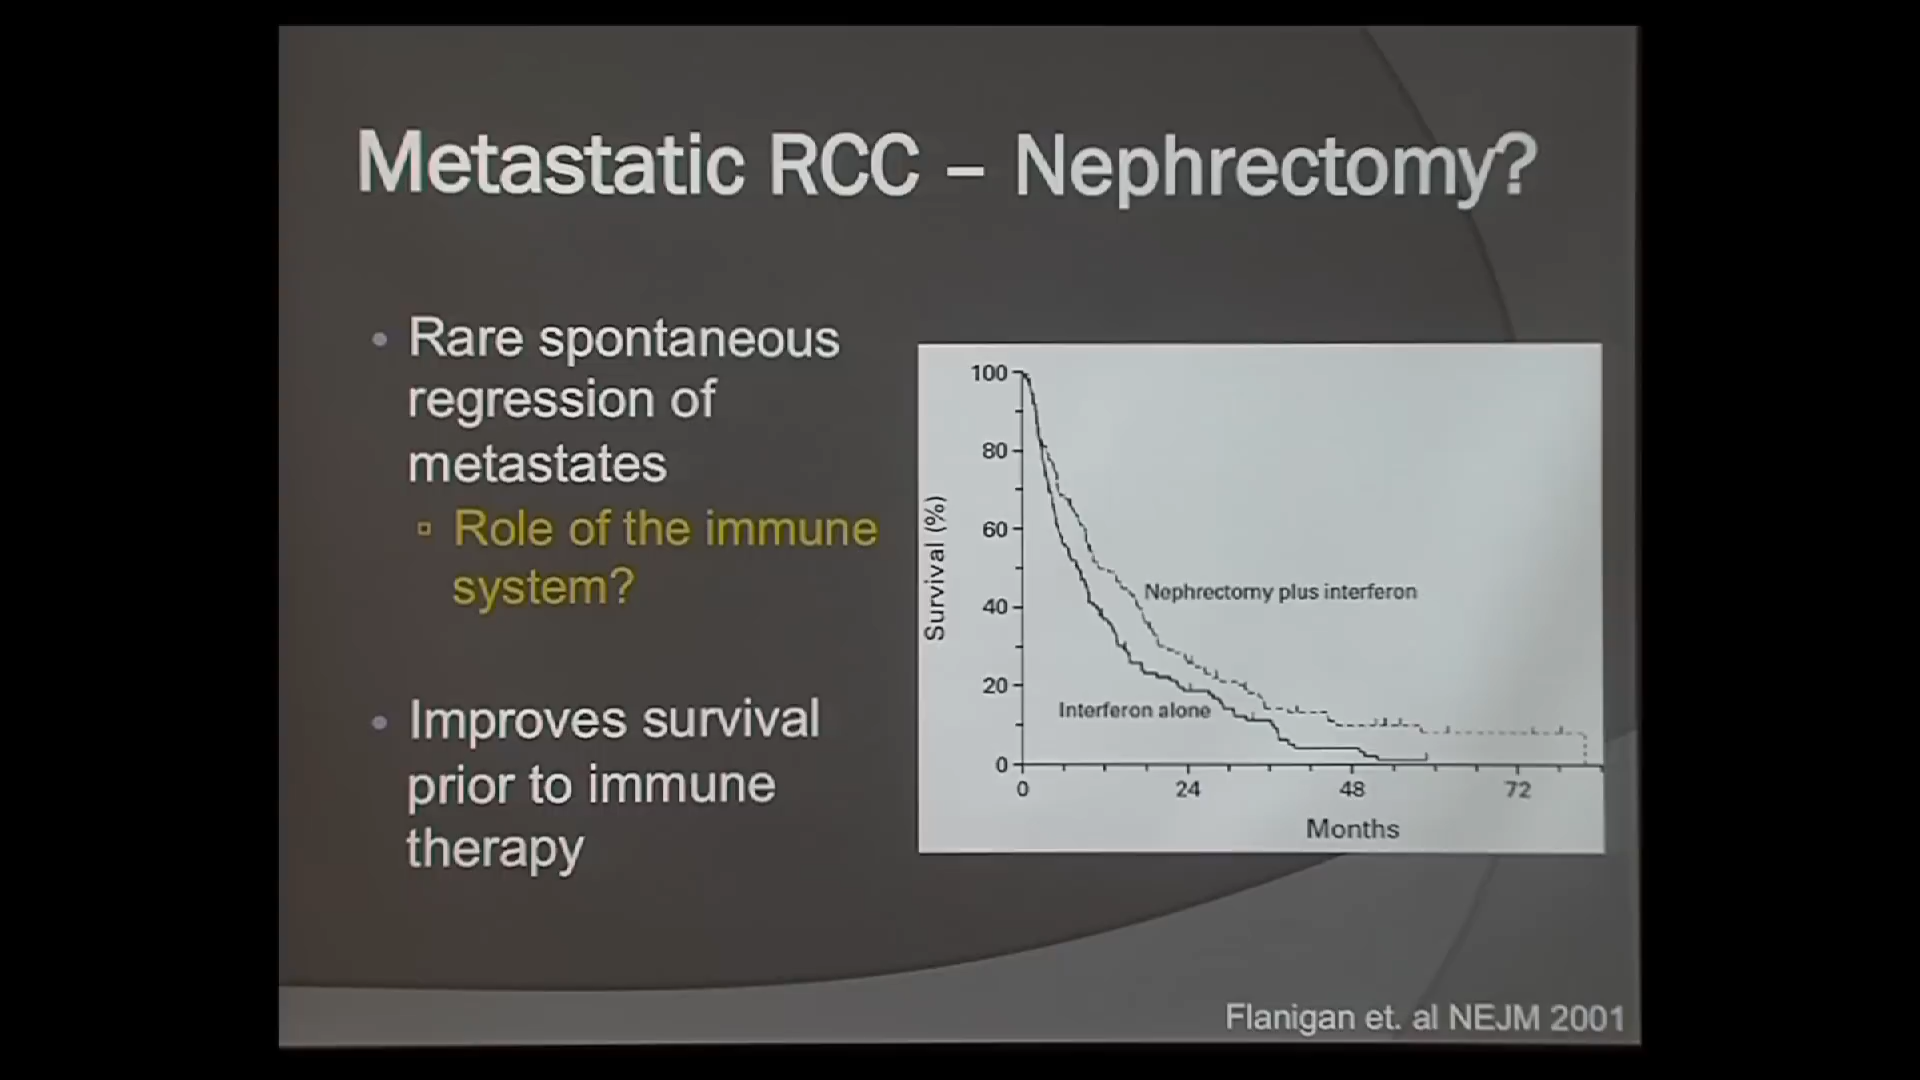 Metastatic RCC – Nephrectomy?
• Rare spontaneous
regression of
metastates
▫ Role of the immune
system?
• Improves survival
prior to immune
therapy
Survival (%)
100
80
60
40
20
0
Nephrectomy plus interferon
Interferon alone
0 24 48 72
Months
Flanigan et. al NEJM 2001